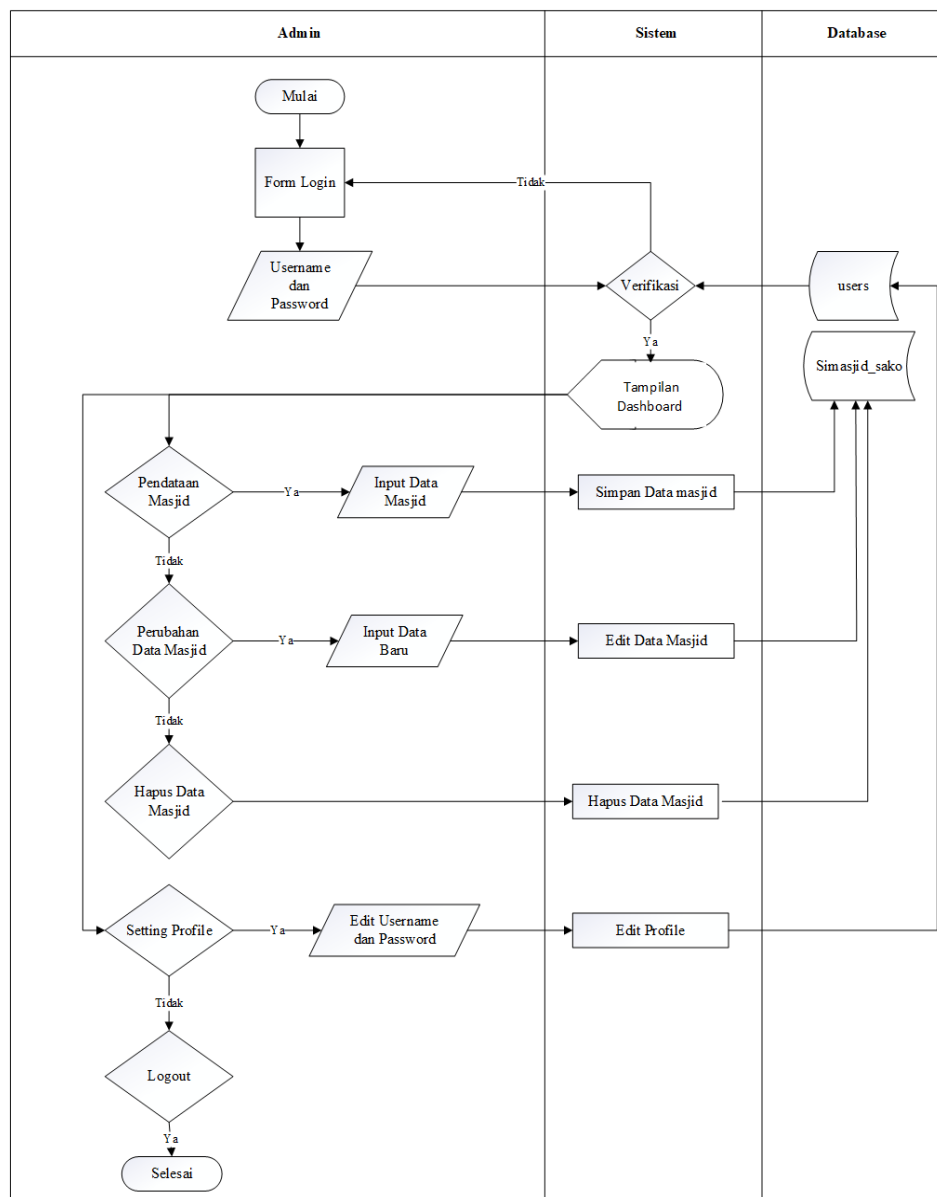 Admin
Sistem
Database
Mulai
Form Login
Tidak
Username
dan
Password
Verifikasi
users
Ya
Simasjid_sako
Tampilan
Dashboard
Pendataan
Masjid
Ya
Input Data
Masjid
Simpan Data masjid
Tidak
Perubahan
Data Masjid
Ya
Input Data
Baru
Edit Data Masjid
Tidak
Hapus Data
Masjid
Hapus Data Masjid
Setting Profile
Ya
Edit Username
dan Password
Edit Profile
Tidak
Logout
Ya
Selesai